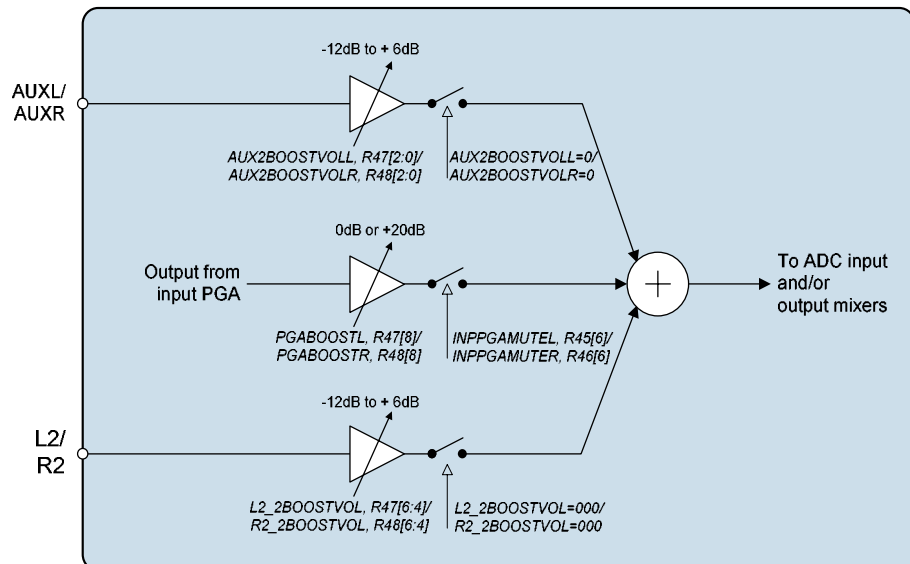 -12dB to + 6dB
AUXL/
AUXR
AUX2BOOSTVOLL, R47[2:0]/
AUX2BOOSTVOLR, R48[2:0]
AUX2BOOSTVOLL=0/
AUX2BOOSTVOLR=0
0dB or +20dB
Output from
input PGA
To ADC input
and/or
output mixers
+
PGABOOSTL, R47[8]/
PGABOOSTR, R48[8]
INPPGAMUTEL, R45[6]/
INPPGAMUTER, R46[6]
-12dB to + 6dB
L2/
R2
L2_2BOOSTVOL, R47[6:4]/
R2_2BOOSTVOL, R48[6:4]
L2_2BOOSTVOL=000/
R2_2BOOSTVOL=000